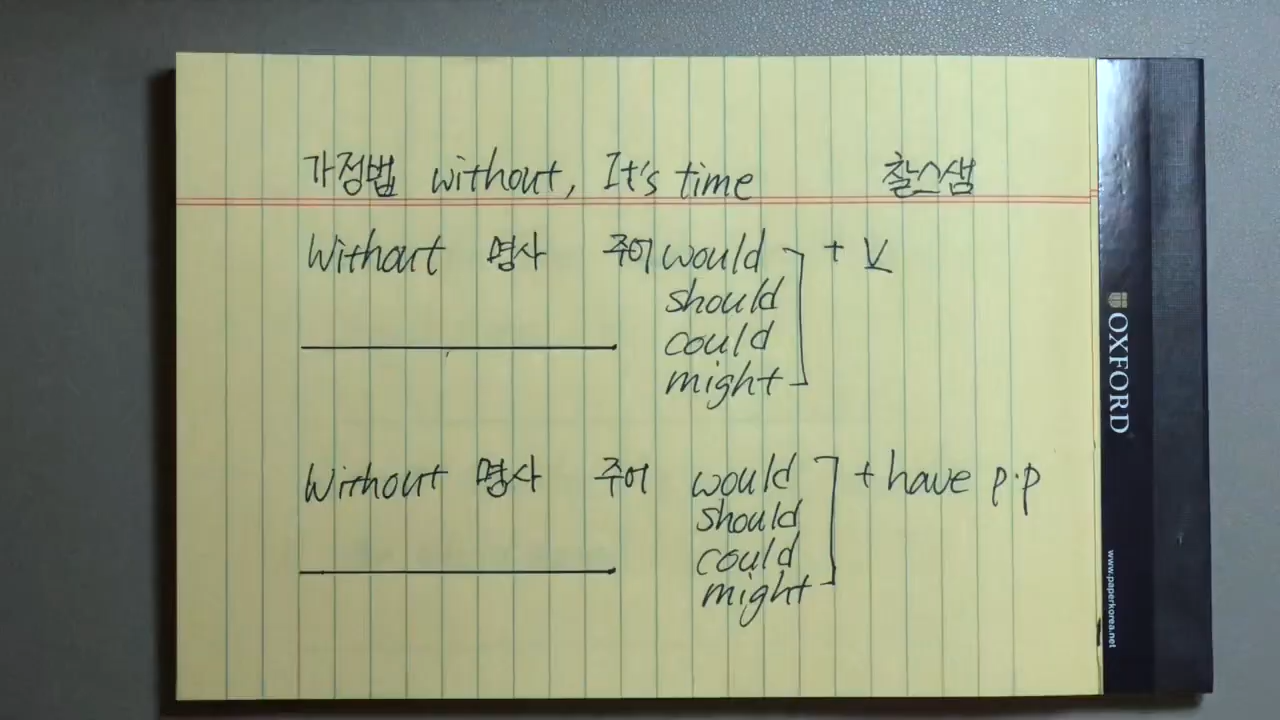 가정법 without, It's time 찰스샘
Without 명사 주어 would + V
should
could
might
Without 명사 주어 would + have p.p
should
could
might
OXFORD
www.paperkorea.net